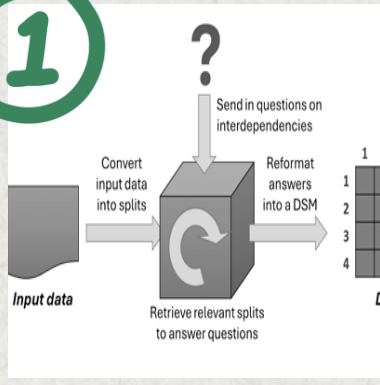 1
?
Send in questions on
interdependencies
Convert
input data
into splits
Reformat
answers
into a DSM
1
1
2
3
4
Input data
Retrieve relevant splits
to answer questions